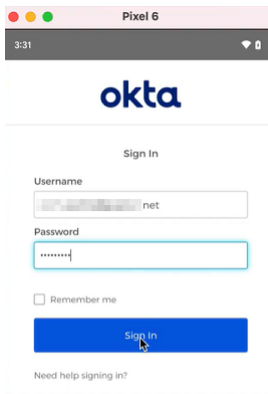 Pixel 6
3:31
okta
Sign In
Username
net
Password
•••••••••
Remember me
Sign In
Need help signing in?